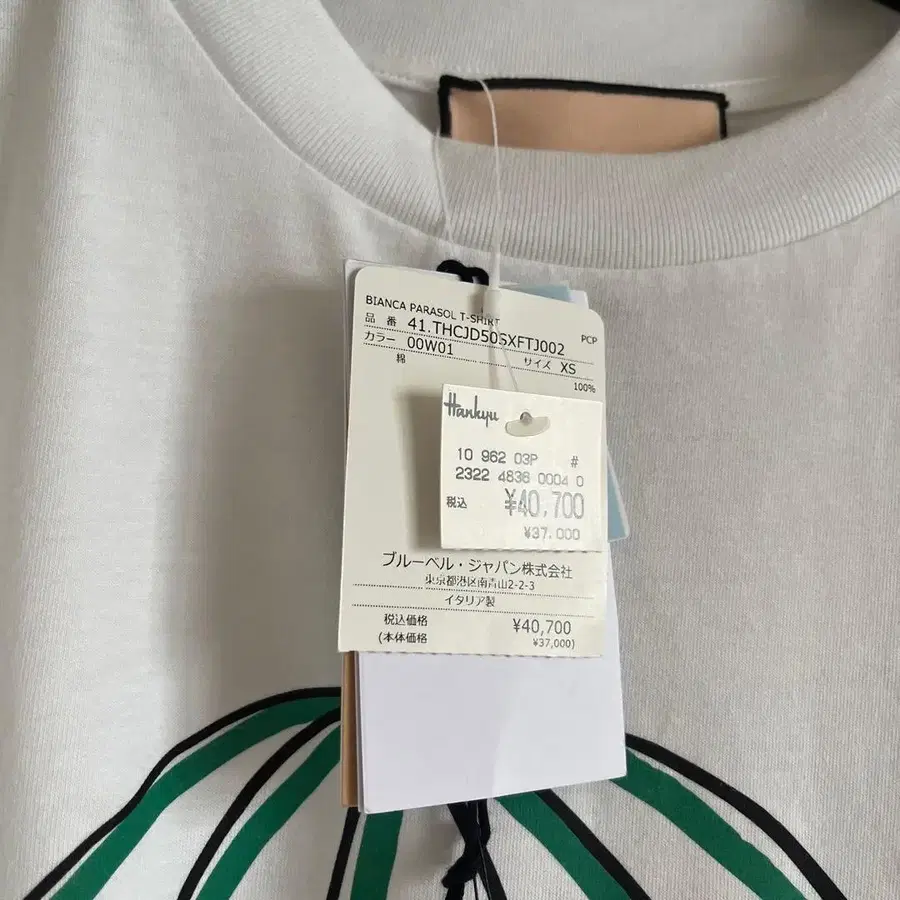 BIANCA PARASOL T-SHIRT
品 番 41.THCJD50SXFTJ002 PCP
カラー 00W01 サイズ XS
綿 100%
Hankyu
10 962 03P #
2322 4836 0004 0
税込 ¥40,700
¥37,000
ブルーベル・ジャパン株式会社
東京都港区南青山2-2-3
イタリア製
税込価格 ¥40,700
(本体価格 ¥37,000)